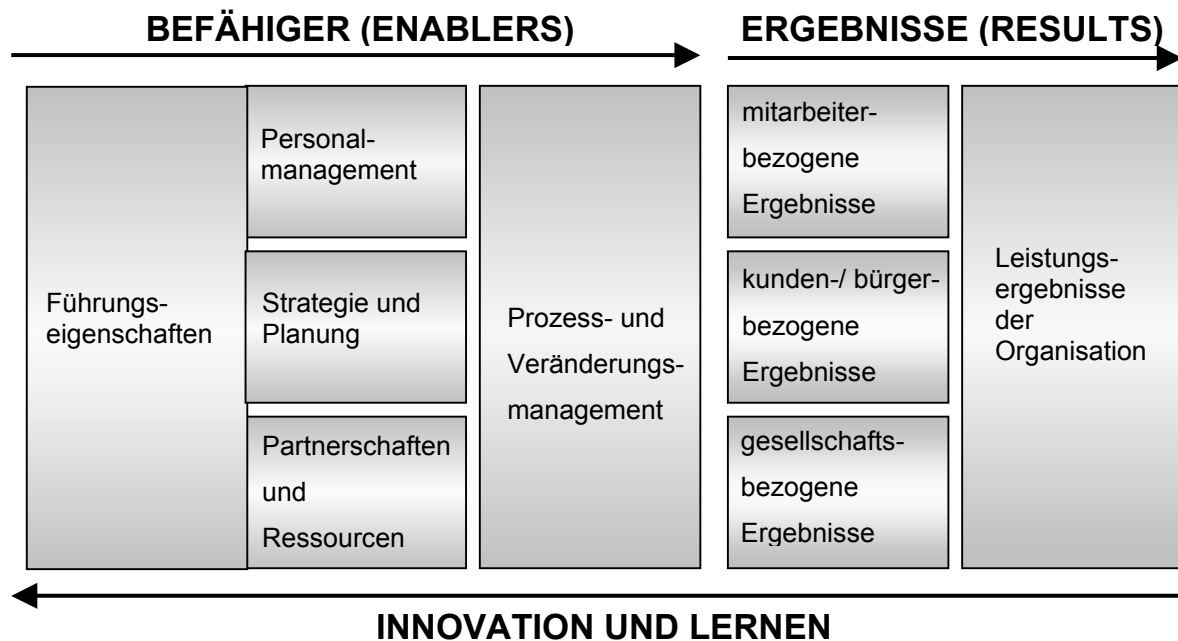 BEFÄHIGER (ENABLERS)
ERGEBNISSE (RESULTS)
Führungs-
eigenschaften
Personal-
management
Strategie und
Planung
Partnerschaften
und
Ressourcen
Prozess- und
Veränderungs-
management
mitarbeiter-
bezogene
Ergebnisse
kunden-/ bürger-
bezogene
Ergebnisse
gesellschafts-
bezogene
Ergebnisse
Leistungs-
ergebnisse
der
Organisation
INNOVATION UND LERNEN